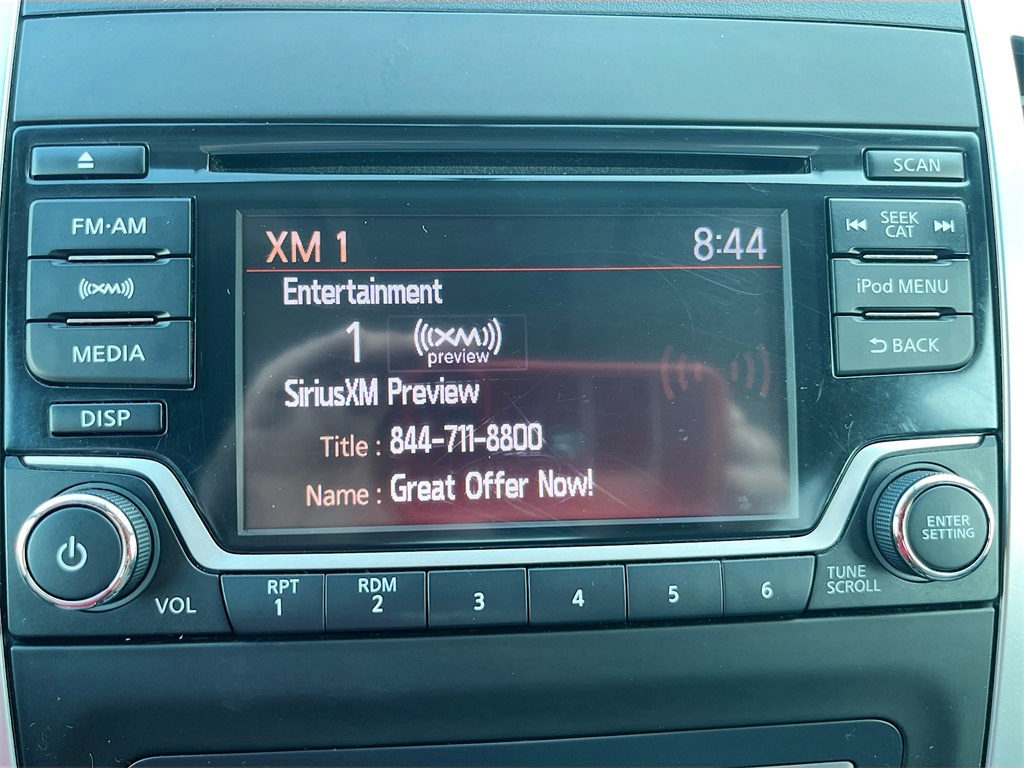 SCAN
FM·AM
XM
MEDIA
DISP
XM 1 8:44
Entertainment
1 XM
preview
SiriusXM Preview
Title : 844-711-8800
Name : Great Offer Now!
SEEK
CAT
iPod MENU
BACK
VOL
RPT
1
RDM
2
3
4
5
6
TUNE
SCROLL
ENTER
SETTING